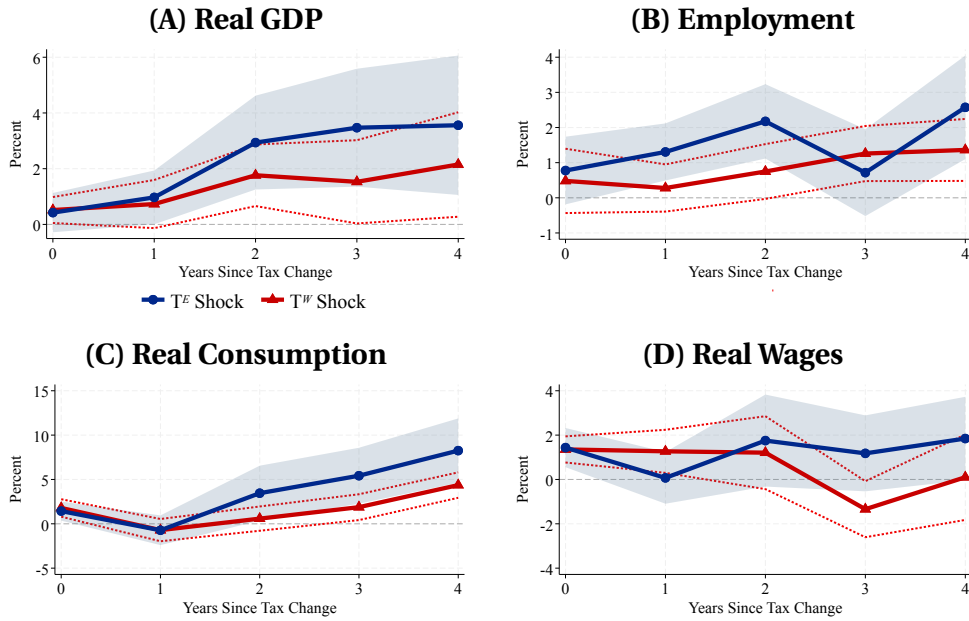 (A) Real GDP
Percent
6
4
2
0
0 1 2 3 4
Years Since Tax Change
T^E Shock T^W Shock
(B) Employment
Percent
4
3
2
1
0
-1
0 1 2 3 4
Years Since Tax Change
(C) Real Consumption
Percent
15
10
5
0
-5
0 1 2 3 4
Years Since Tax Change
(D) Real Wages
Percent
4
2
0
-2
-4
0 1 2 3 4
Years Since Tax Change